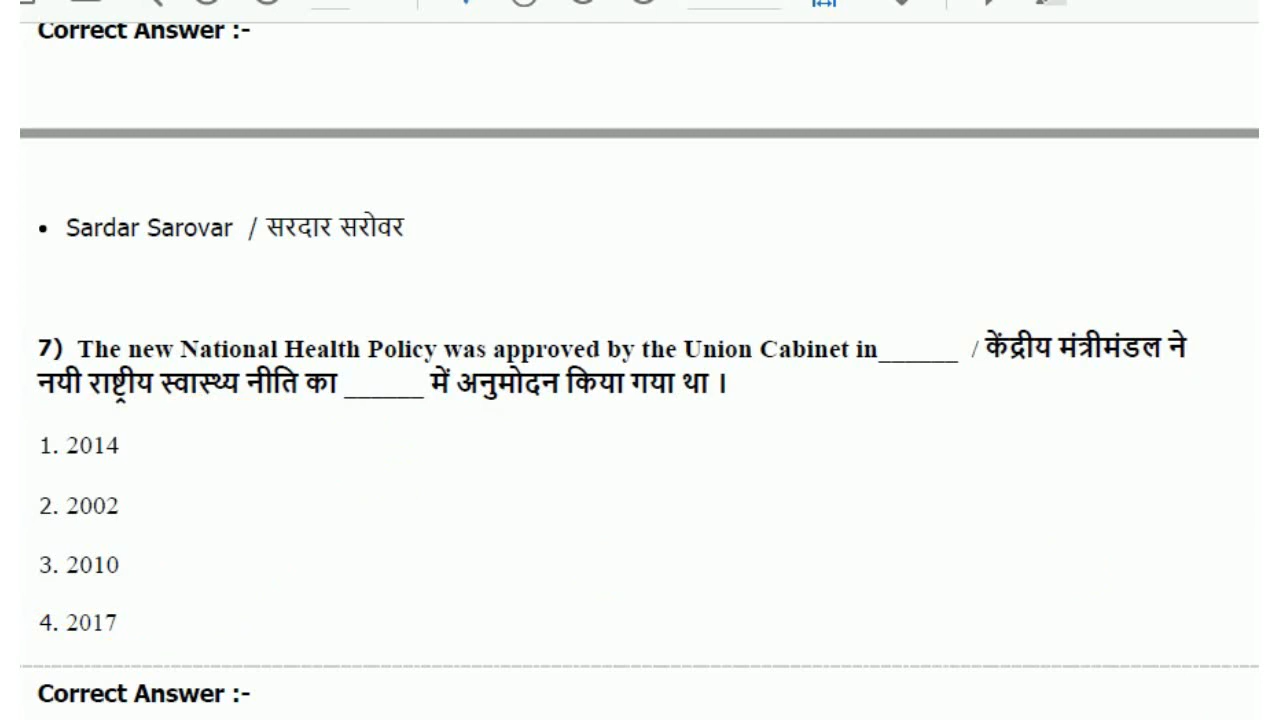 Correct Answer :-
• Sardar Sarovar / सरदार सरोवर
7) The new National Health Policy was approved by the Union Cabinet in______ / केंद्रीय मंत्रीमंडल ने
नयी राष्ट्रीय स्वास्थ्य नीति का ______ में अनुमोदन किया गया था ।
1. 2014
2. 2002
3. 2010
4. 2017
Correct Answer :-